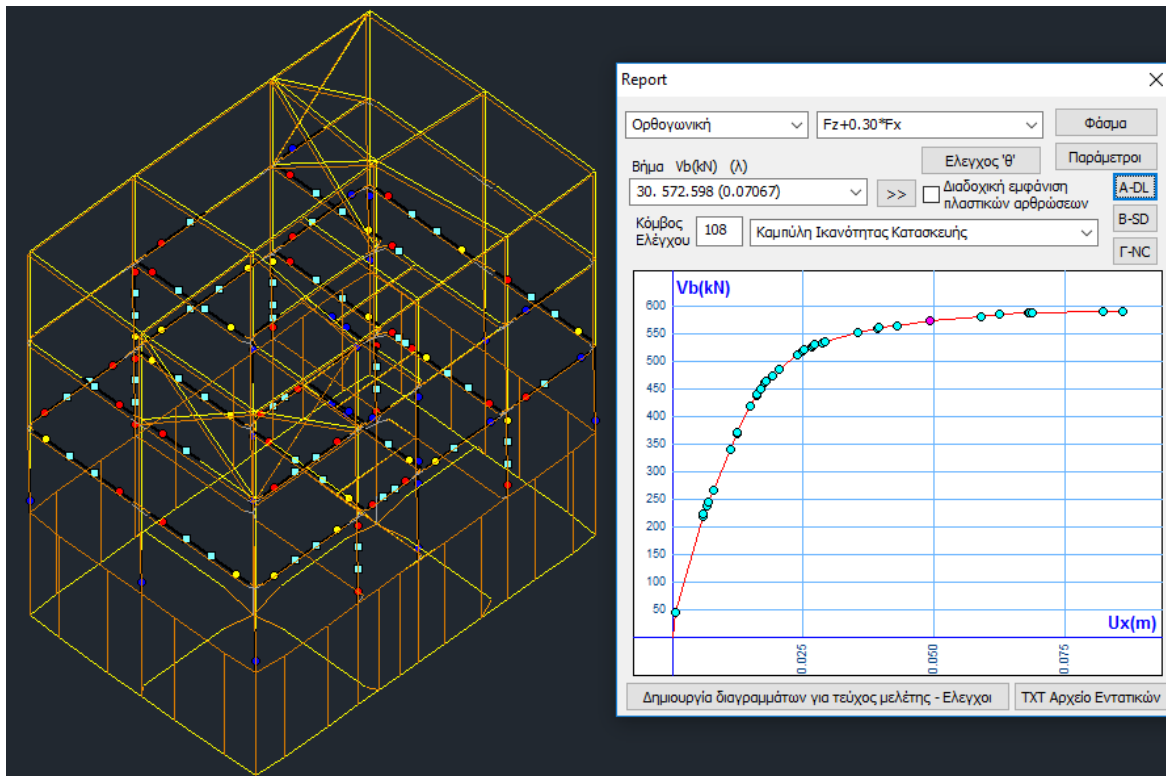 Report
Ορθογωνική
Fz+0.30*Fx
Φάσμα
Βήμα Vb(kN) (λ)
Ελεγχος 'θ'
Παράμετροι
30. 572.598 (0.07067)
>>
Διαδοχική εμφάνιση
πλαστικών αρθρώσεων
A-DL
Κόμβος
Ελέγχου
108
Καμπύλη Ικανότητας Κατασκευής
B-SD
Γ-NC
Vb(kN)
600
550
500
450
400
350
300
250
200
150
100
50
Ux(m)
0.025
0.050
0.075
Δημιουργία διαγραμμάτων για τεύχος μελέτης - Ελεγχοι
TXT Αρχείο Εντατικών